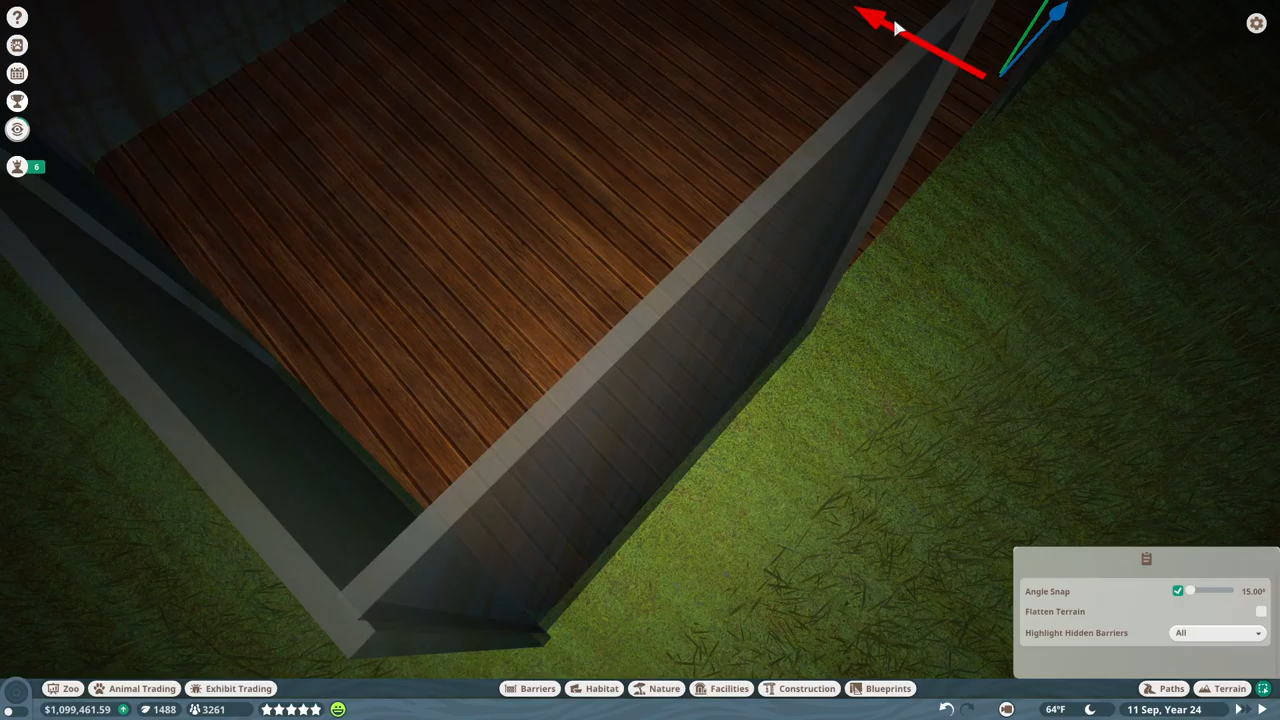 ?
6
Angle Snap 15.00°
Flatten Terrain
Highlight Hidden Barriers All
Zoo Animal Trading Exhibit Trading Barriers Habitat Nature Facilities Construction Blueprints Paths Terrain
$1,099,461.59 1488 3261 64°F 11 Sep, Year 24